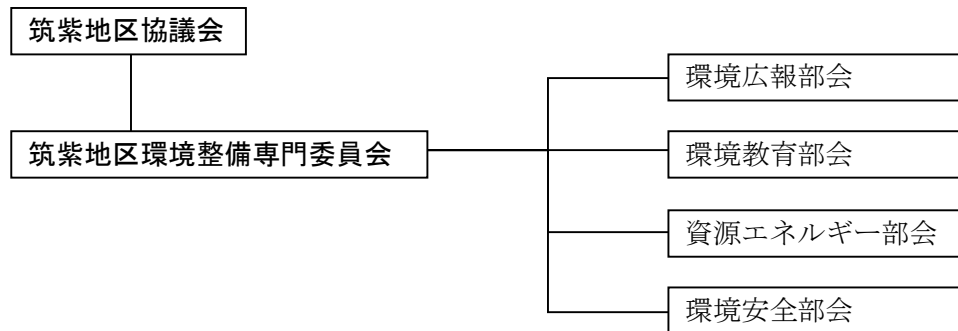 筑紫地区協議会
筑紫地区環境整備専門委員会
環境広報部会
環境教育部会
資源エネルギー部会
環境安全部会